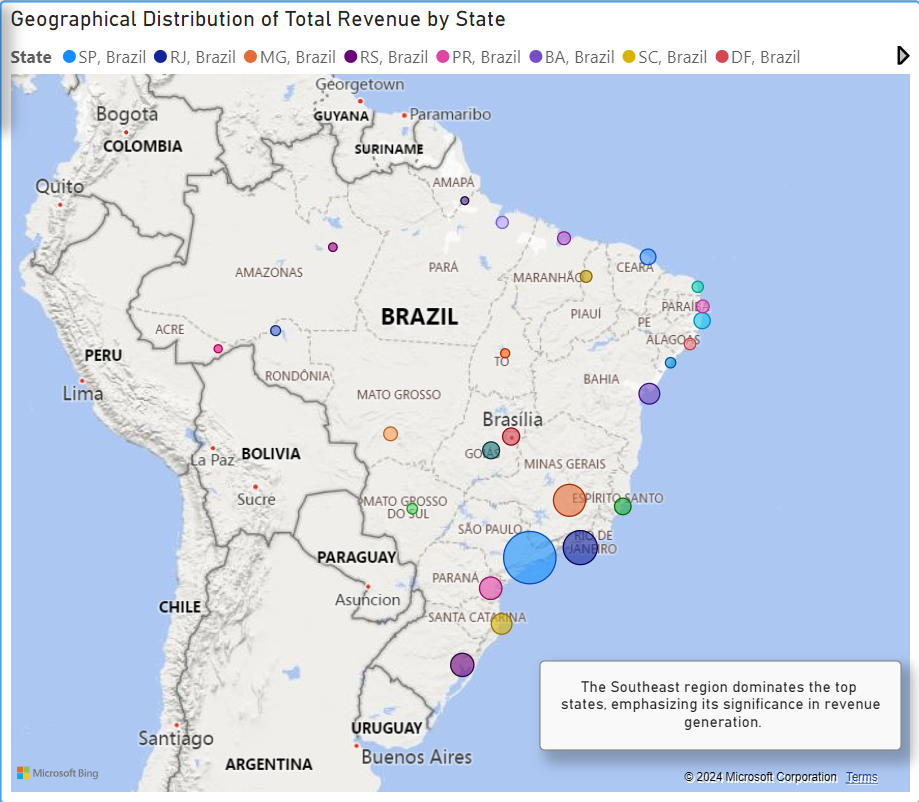 Geographical Distribution of Total Revenue by State
State SP, Brazil RJ, Brazil MG, Brazil RS, Brazil PR, Brazil BA, Brazil SC, Brazil DF, Brazil
Georgetown
Bogota
GUYANA
Paramaribo
COLOMBIA
SURINAME
AMAPÁ
Quito
AMAZONAS
PARÁ
MARANHÃO
CEARÁ
PARAÍBA
BRAZIL
PIAUÍ
PE
ACRE
ALAGOAS
PERU
TO
RONDÔNIA
BAHIA
Lima
MATO GROSSO
Brasília
La Paz
BOLIVIA
GOIÁS
MINAS GERAIS
Sucre
MATO GROSSO
DO SUL
ESPÍRITO SANTO
SÃO PAULO
RIO DE
JANEIRO
PARAGUAY
PARANÁ
Asuncion
CHILE
SANTA CATARINA
The Southeast region dominates the top
states, emphasizing its significance in revenue
generation.
URUGUAY
Santiago
Buenos Aires
ARGENTINA
Microsoft Bing
© 2024 Microsoft Corporation Terms